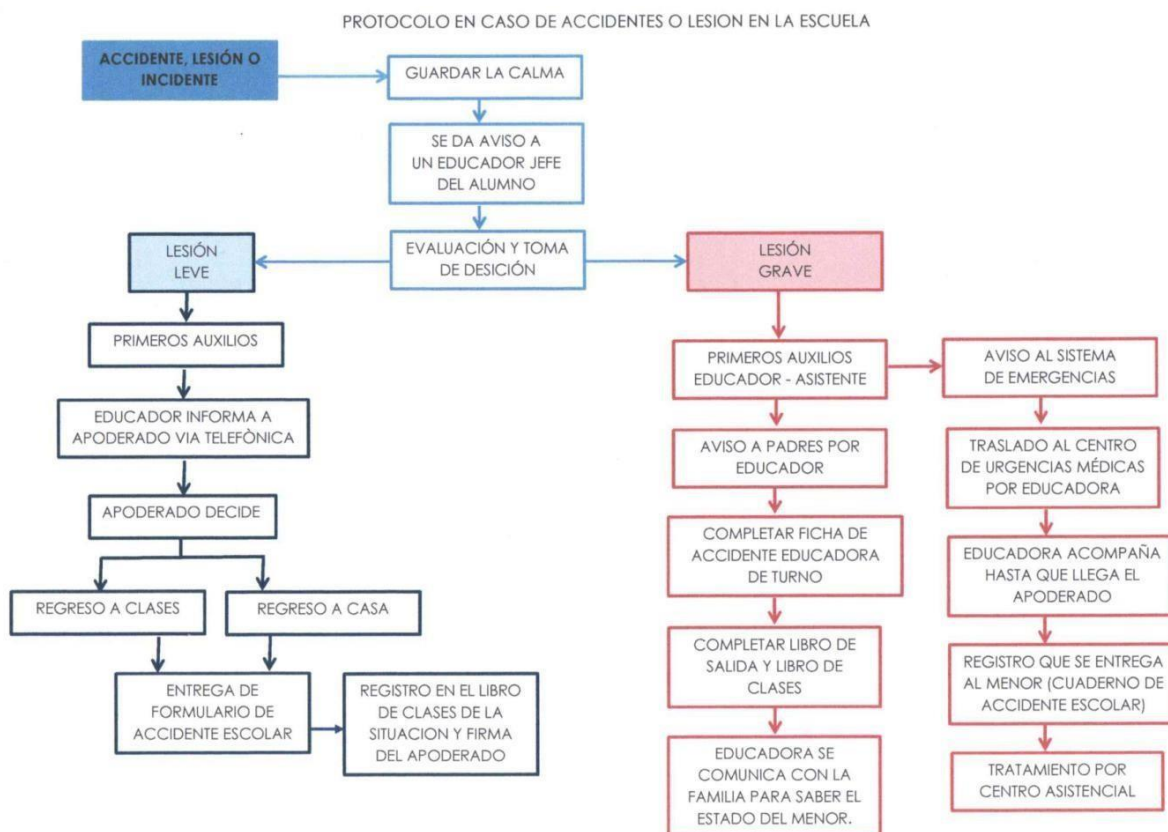 PROTOCOLO EN CASO DE ACCIDENTES O LESION EN LA ESCUELA
ACCIDENTE, LESIÓN O
INCIDENTE
GUARDAR LA CALMA
SE DA AVISO A
UN EDUCADOR JEFE
DEL ALUMNO
EVALUACIÓN Y TOMA
DE DESICIÓN
LESIÓN
LEVE
PRIMEROS AUXILIOS
EDUCADOR INFORMA A
APODERADO VIA TELEFÒNICA
APODERADO DECIDE
REGRESO A CLASES
REGRESO A CASA
ENTREGA DE
FORMULARIO DE
ACCIDENTE ESCOLAR
REGISTRO EN EL LIBRO
DE CLASES DE LA
SITUACION Y FIRMA
DEL APODERADO
LESIÓN
GRAVE
PRIMEROS AUXILIOS
EDUCADOR - ASISTENTE
AVISO A PADRES POR
EDUCADOR
COMPLETAR FICHA DE
ACCIDENTE EDUCADORA
DE TURNO
COMPLETAR LIBRO DE
SALIDA Y LIBRO DE
CLASES
EDUCADORA SE
COMUNICA CON LA
FAMILIA PARA SABER EL
ESTADO DEL MENOR.
AVISO AL SISTEMA
DE EMERGENCIAS
TRASLADO AL CENTRO
DE URGENCIAS MÉDICAS
POR EDUCADORA
EDUCADORA ACOMPAÑA
HASTA QUE LLEGA EL
APODERADO
REGISTRO QUE SE ENTREGA
AL MENOR (CUADERNO DE
ACCIDENTE ESCOLAR)
TRATAMIENTO POR
CENTRO ASISTENCIAL